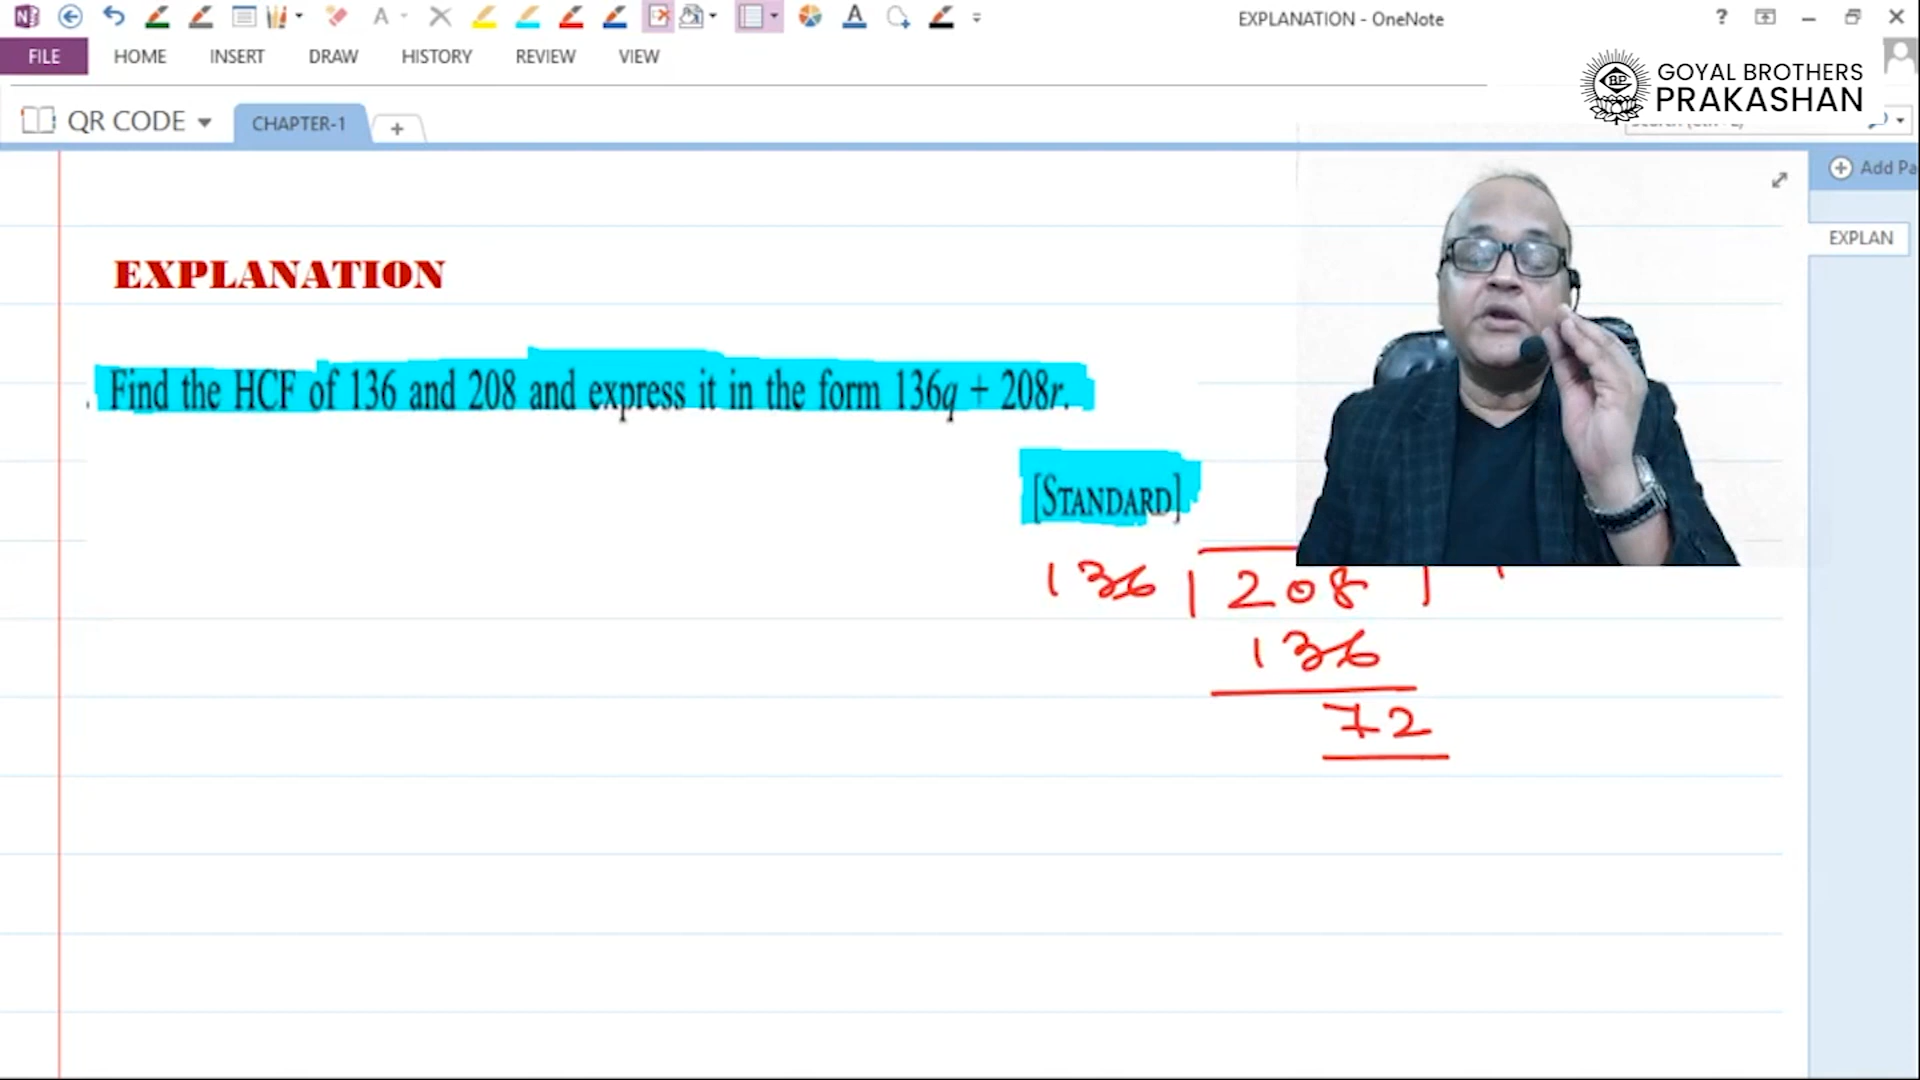 EXPLANATION - OneNote
?
FILE HOME INSERT DRAW HISTORY REVIEW VIEW
GOYAL BROTHERS
PRAKASHAN
BP
QR CODE CHAPTER-1 +
Add Pa
EXPLAN
EXPLANATION
Find the HCF of 136 and 208 and express it in the form 136q + 208r.
[STANDARD]
136 208
136
72